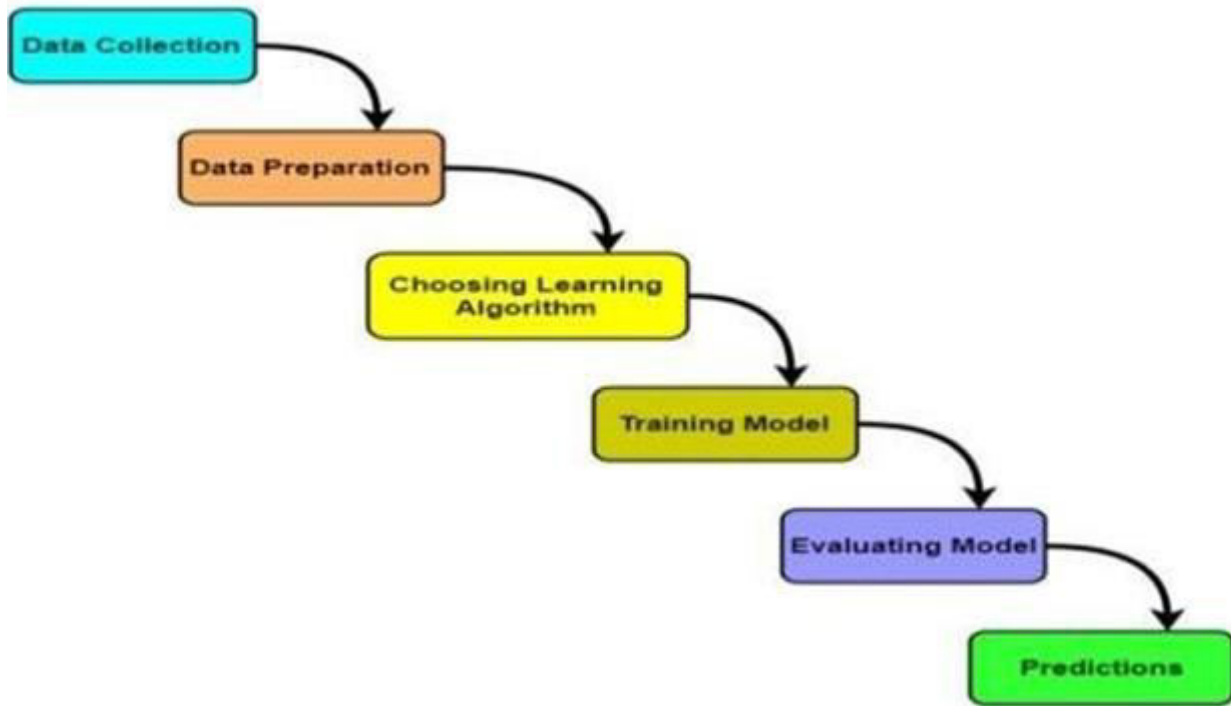 Data Collection
Data Preparation
Choosing Learning
Algorithm
Training Model
Evaluating Model
Predictions